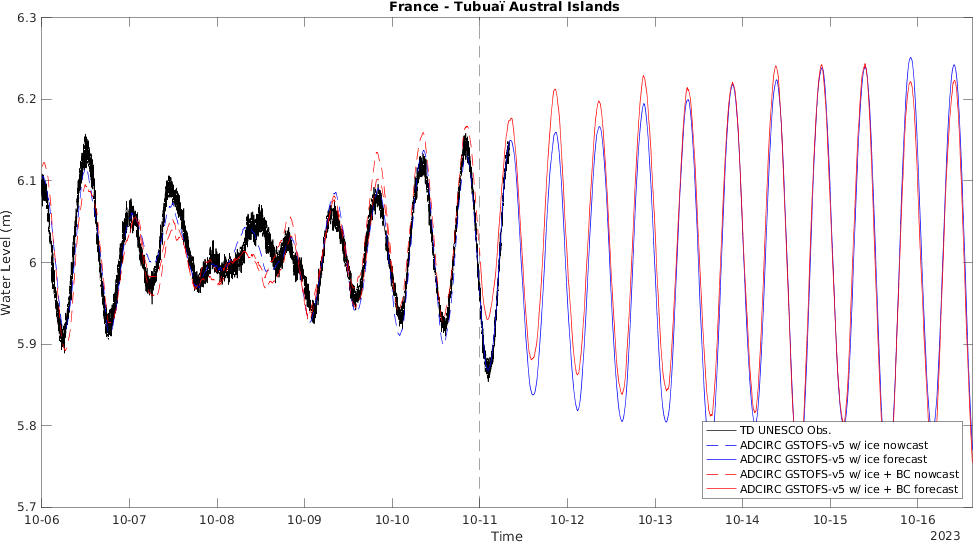 France - Tubuaï Austral Islands
6.3
6.2
6.1
6
5.9
5.8
5.7
Water Level (m)
TD UNESCO Obs.
ADCIRC GSTOFS-v5 w/ ice nowcast
ADCIRC GSTOFS-v5 w/ ice forecast
ADCIRC GSTOFS-v5 w/ ice + BC nowcast
ADCIRC GSTOFS-v5 w/ ice + BC forecast
10-06 10-07 10-08 10-09 10-10 10-11 10-12 10-13 10-14 10-15 10-16
Time
2023